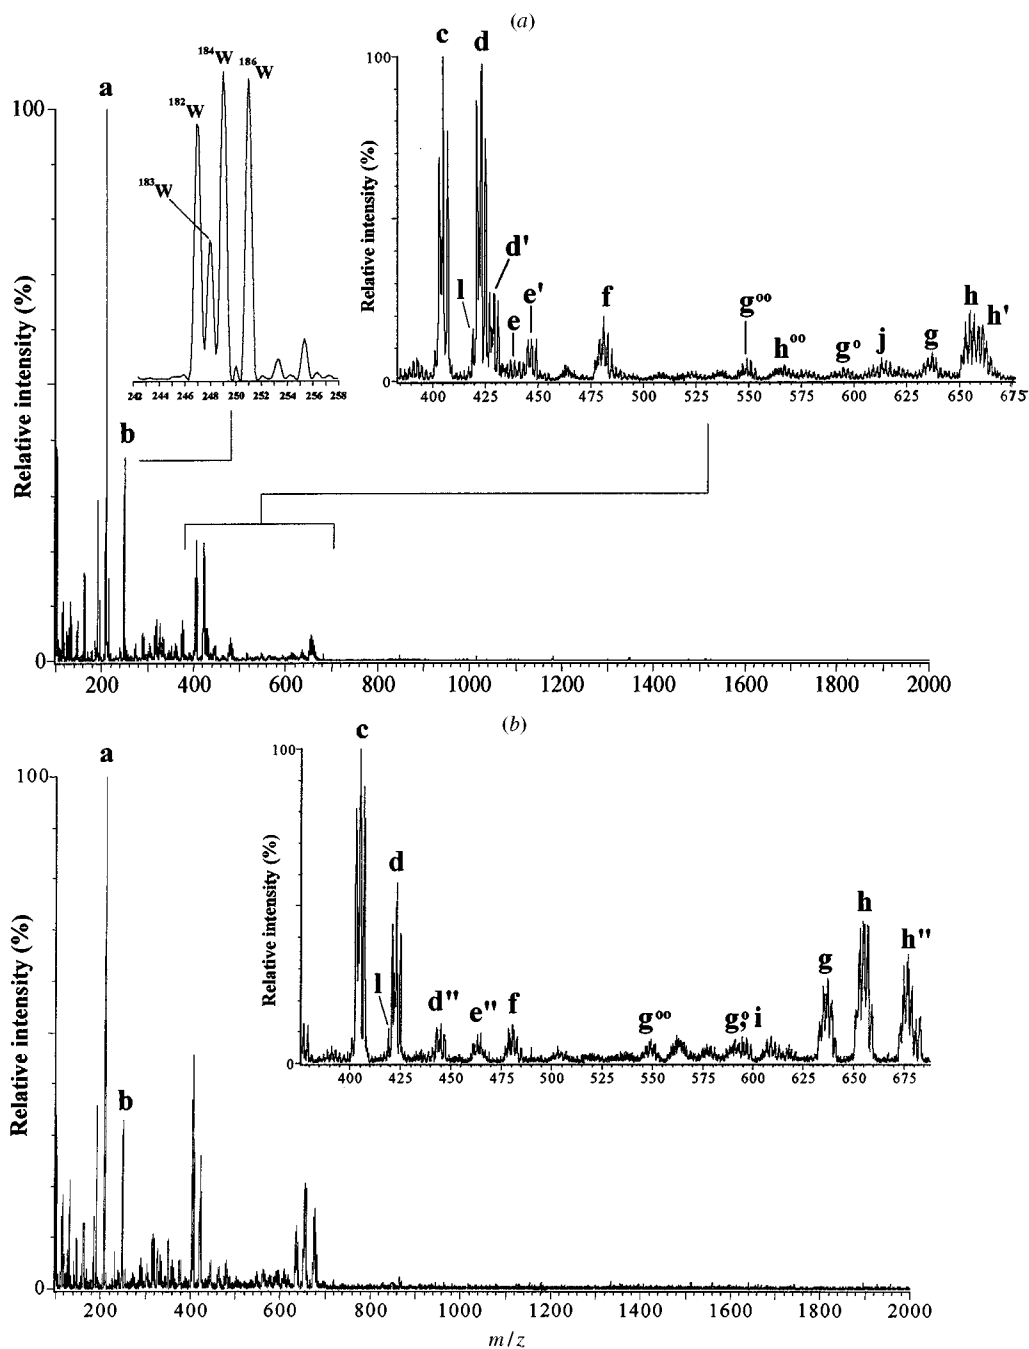 (a)
c
d
100
Relative intensity (%)
l
d'
e
e'
f
g°°
h°°
g°
j
g
h
h'
0
400 425 450 475 500 525 550 575 600 625 650 675
¹⁸²W
¹⁸³W
¹⁸⁴W
¹⁸⁶W
242 244 246 248 250 252 254 256 258
a
100
Relative intensity (%)
b
0
200 400 600 800 1000 1200 1400 1600 1800 2000
(b)
c
100
Relative intensity (%)
l
d
d"
e"
f
g°°
g°, i
g
h
h"
0
400 425 450 475 500 525 550 575 600 625 650 675
a
100
Relative intensity (%)
b
0
200 400 600 800 1000 1200 1400 1600 1800 2000
m/z